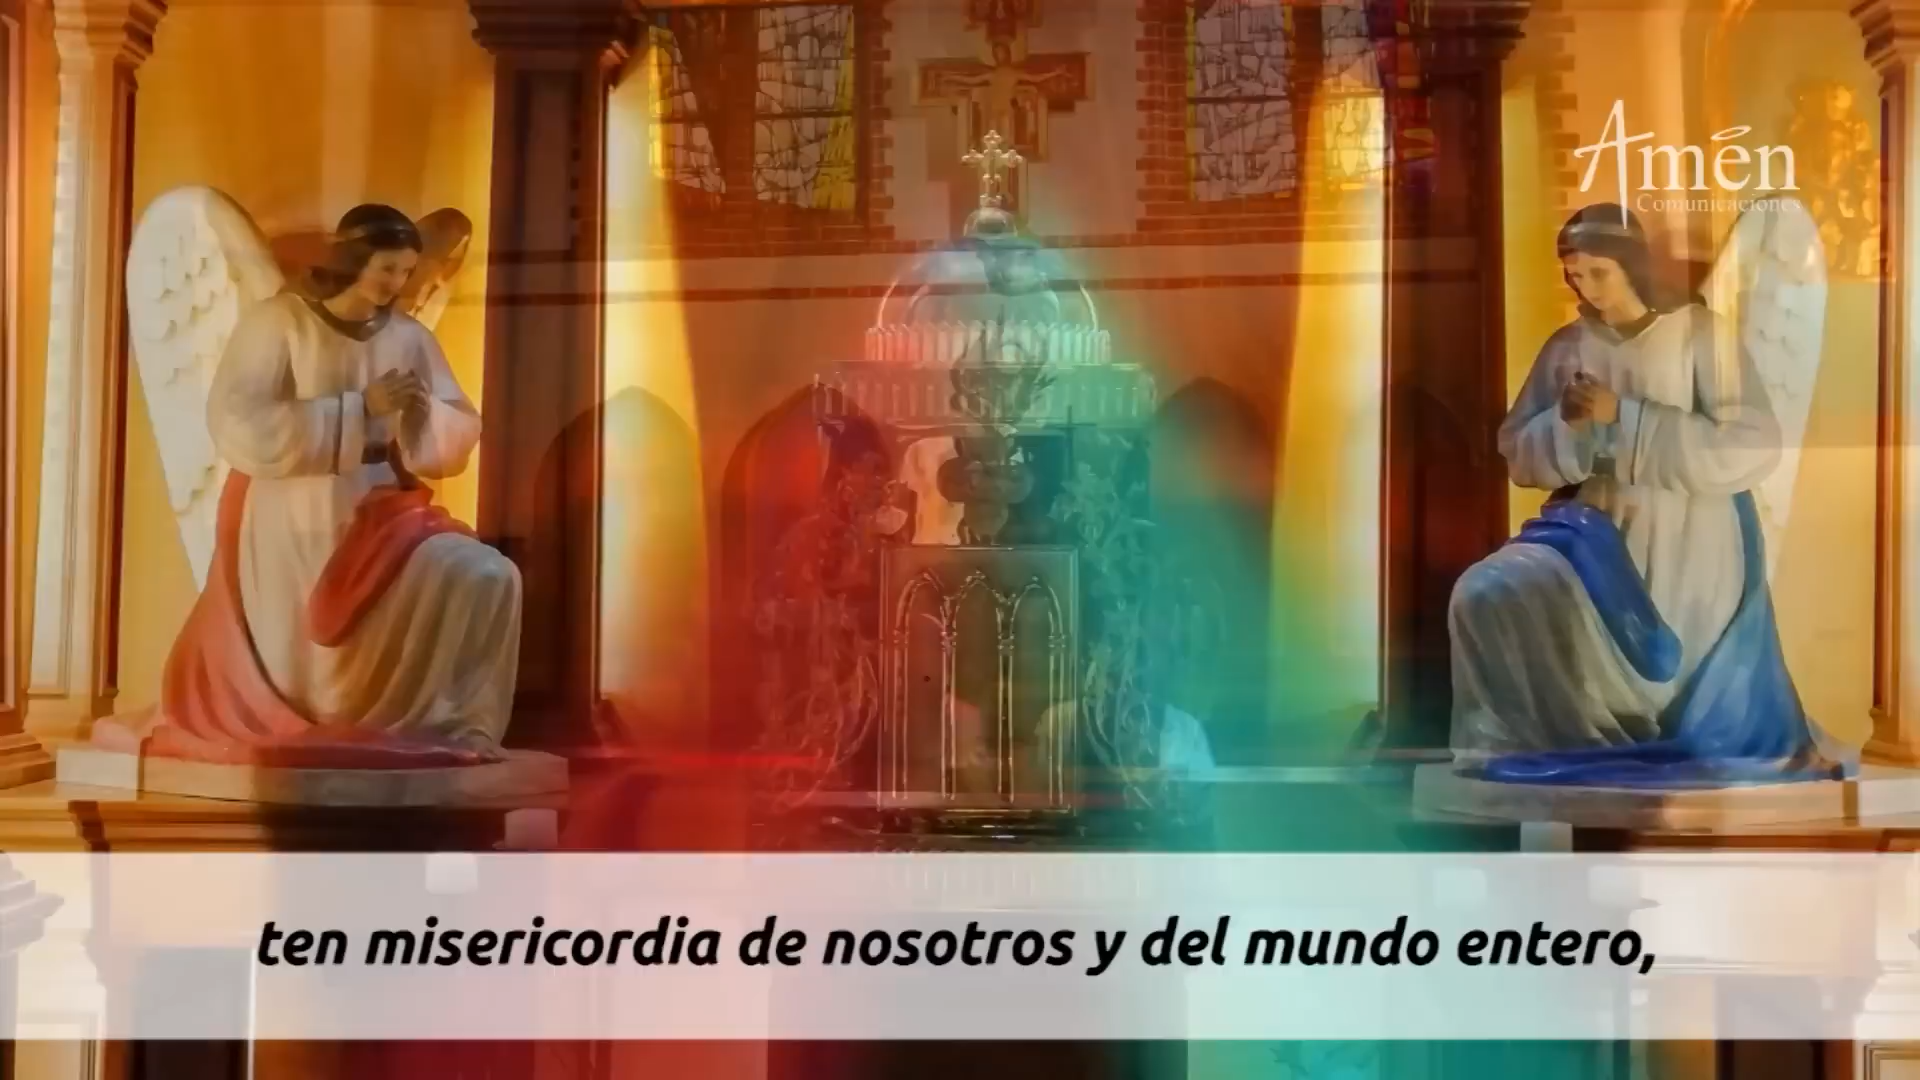 Amén
Comunicaciones
ten misericordia de nosotros y del mundo entero,